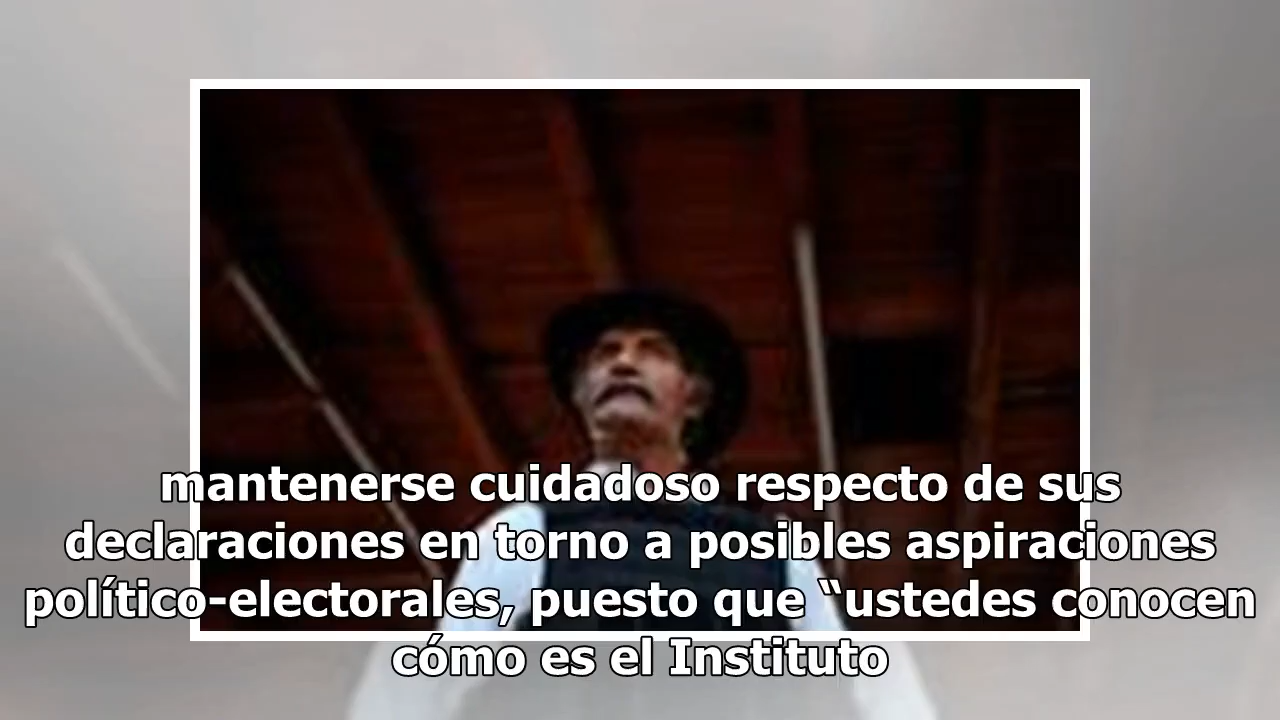 mantenerse cuidadoso respecto de sus
declaraciones en torno a posibles aspiraciones
político-electorales, puesto que “ustedes conocen
cómo es el Instituto